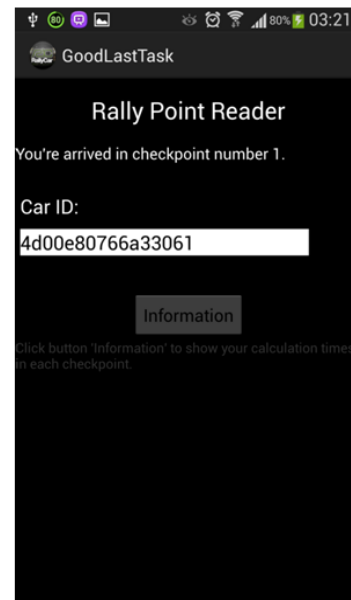 80 80% 03:21
GoodLastTask
Rally Point Reader
You're arrived in checkpoint number 1.
Car ID:
4d00e80766a33061
Information
Click button 'Information' to show your calculation times
in each checkpoint.